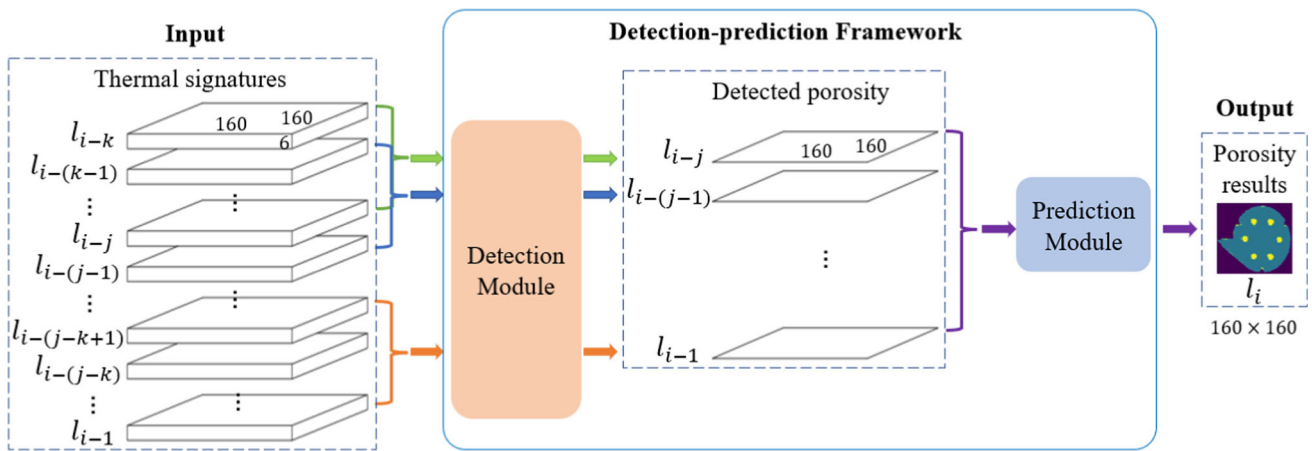 Input
Thermal signatures
160
160
6
l_{i-k}
l_{i-(k-1)}
⋮
⋮
l_{i-j}
l_{i-(j-1)}
⋮
⋮
l_{i-(j-k+1)}
l_{i-(j-k)}
⋮
⋮
l_{i-1}
Detection-prediction Framework
Detection
Module
Detected porosity
l_{i-j}
160
160
l_{i-(j-1)}
⋮
l_{i-1}
Prediction
Module
Output
Porosity
results
l_i
160 × 160